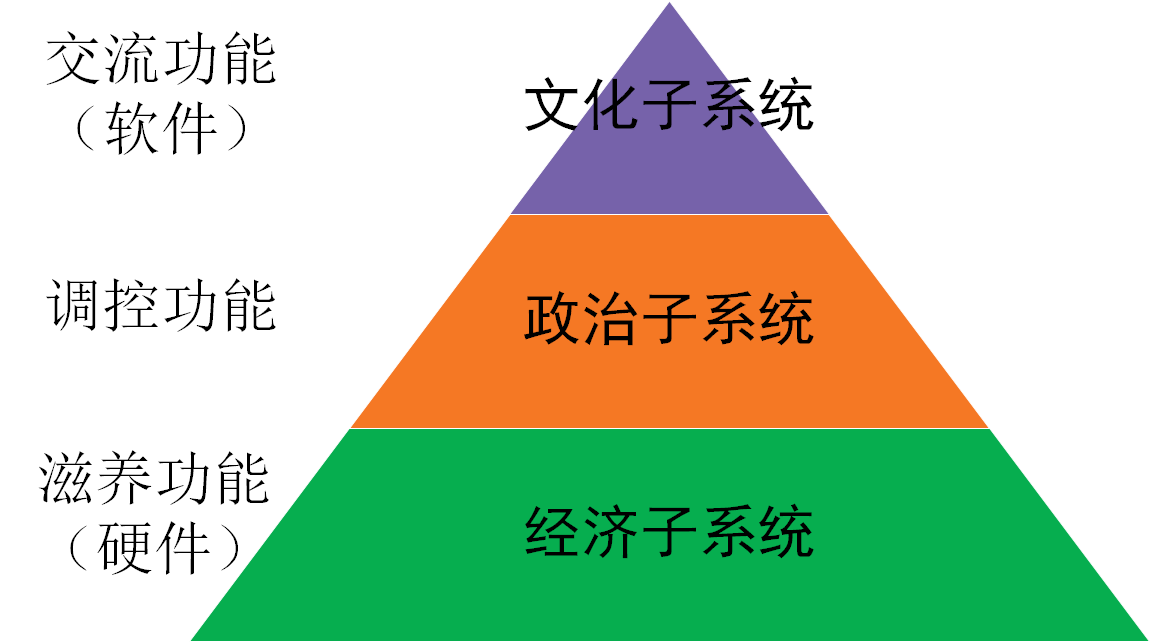 交流功能
（软件）
文化子系统
调控功能
政治子系统
滋养功能
（硬件）
经济子系统